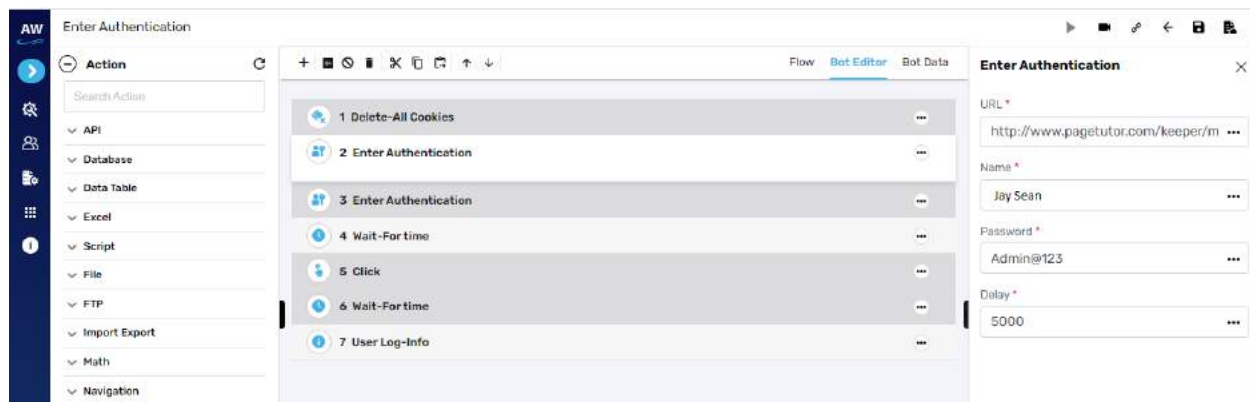 AW
Enter Authentication
Action
Search Action
API
Database
Data Table
Excel
Script
File
FTP
Import Export
Math
Navigation
Flow Bot Editor Bot Data
1 Delete-All Cookies
2 Enter Authentication
3 Enter Authentication
4 Wait-For time
5 Click
6 Wait-For time
7 User Log-Info
Enter Authentication
URL *
http://www.pagetutor.com/keeper/m
Name *
Jay Sean
Password *
Admin@123
Delay *
5000